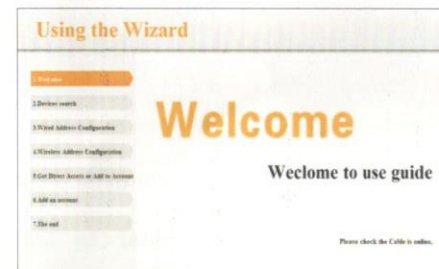 Using the Wizard
1.Welcome
2.Devices search
3.Wired Address Configuration
4.Wireless Address Configuration
5.Get Direct Access or Add to Account
6.Add an account
7.The end
Welcome
Weclome to use guide
Please check the Cable is online,